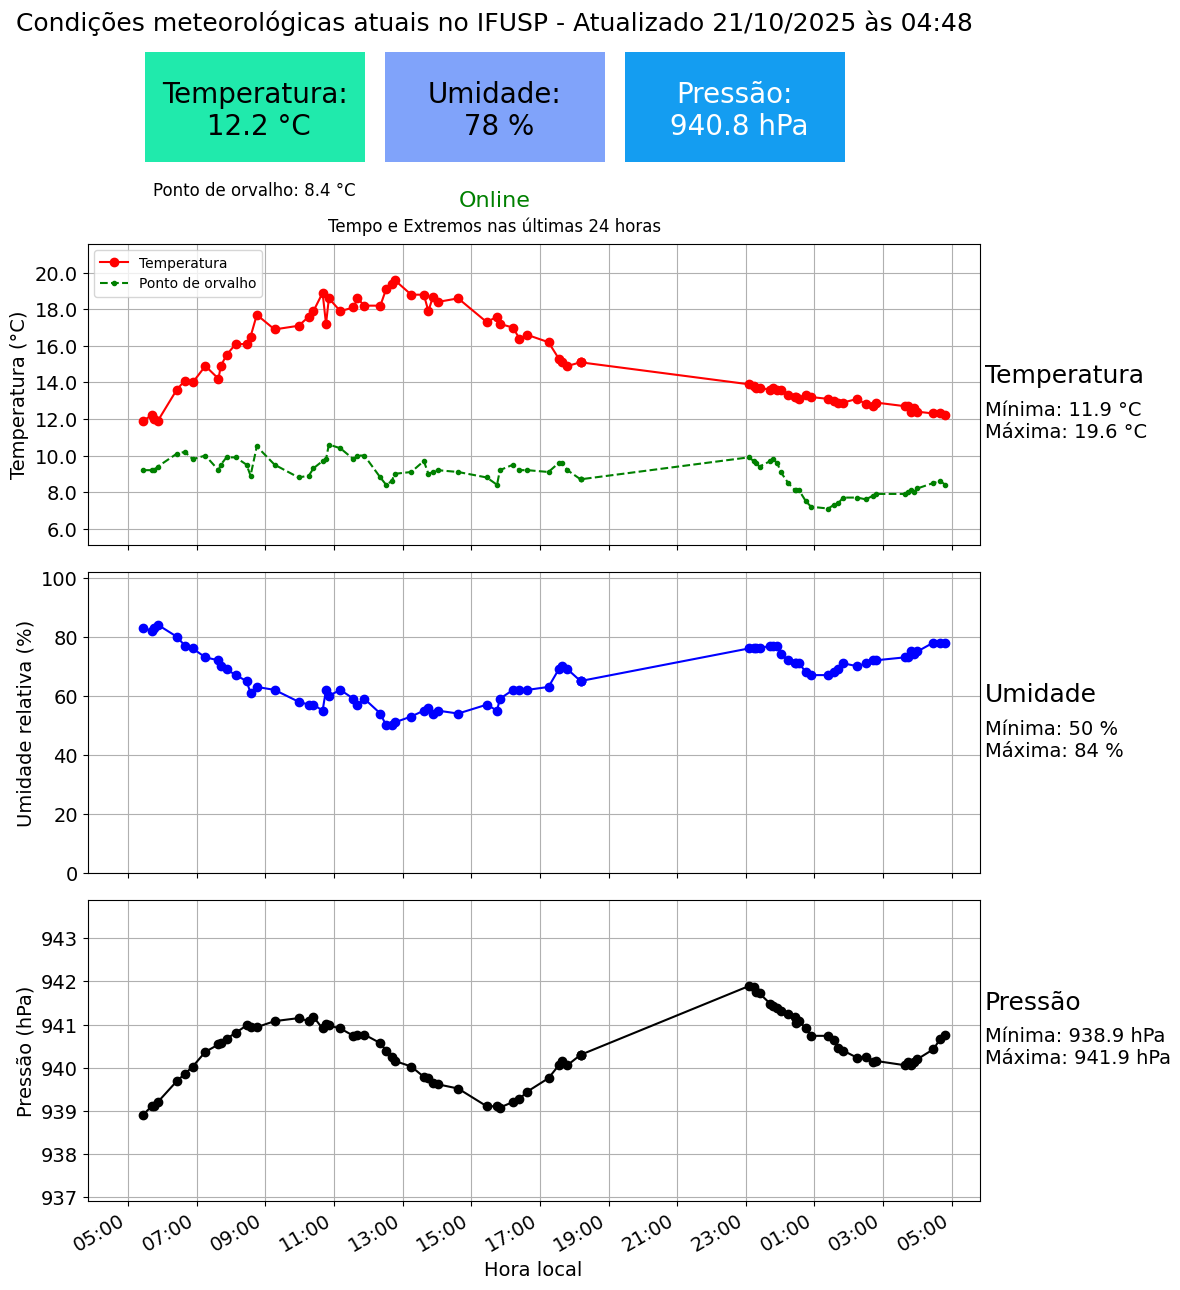 Condições meteorológicas atuais no IFUSP - Atualizado 21/10/2025 às 04:48
Temperatura:
12.2 °C
Umidade:
78 %
Pressão:
940.8 hPa
Ponto de orvalho: 8.4 °C
Online
Tempo e Extremos nas últimas 24 horas
Temperatura
Ponto de orvalho
Temperatura (°C)
20.0
18.0
16.0
14.0
12.0
10.0
8.0
6.0
Temperatura
Mínima: 11.9 °C
Máxima: 19.6 °C
Umidade relativa (%)
100
80
60
40
20
0
Umidade
Mínima: 50 %
Máxima: 84 %
Pressão (hPa)
943
942
941
940
939
938
937
Pressão
Mínima: 938.9 hPa
Máxima: 941.9 hPa
05:00 07:00 09:00 11:00 13:00 15:00 17:00 19:00 21:00 23:00 01:00 03:00 05:00
Hora local